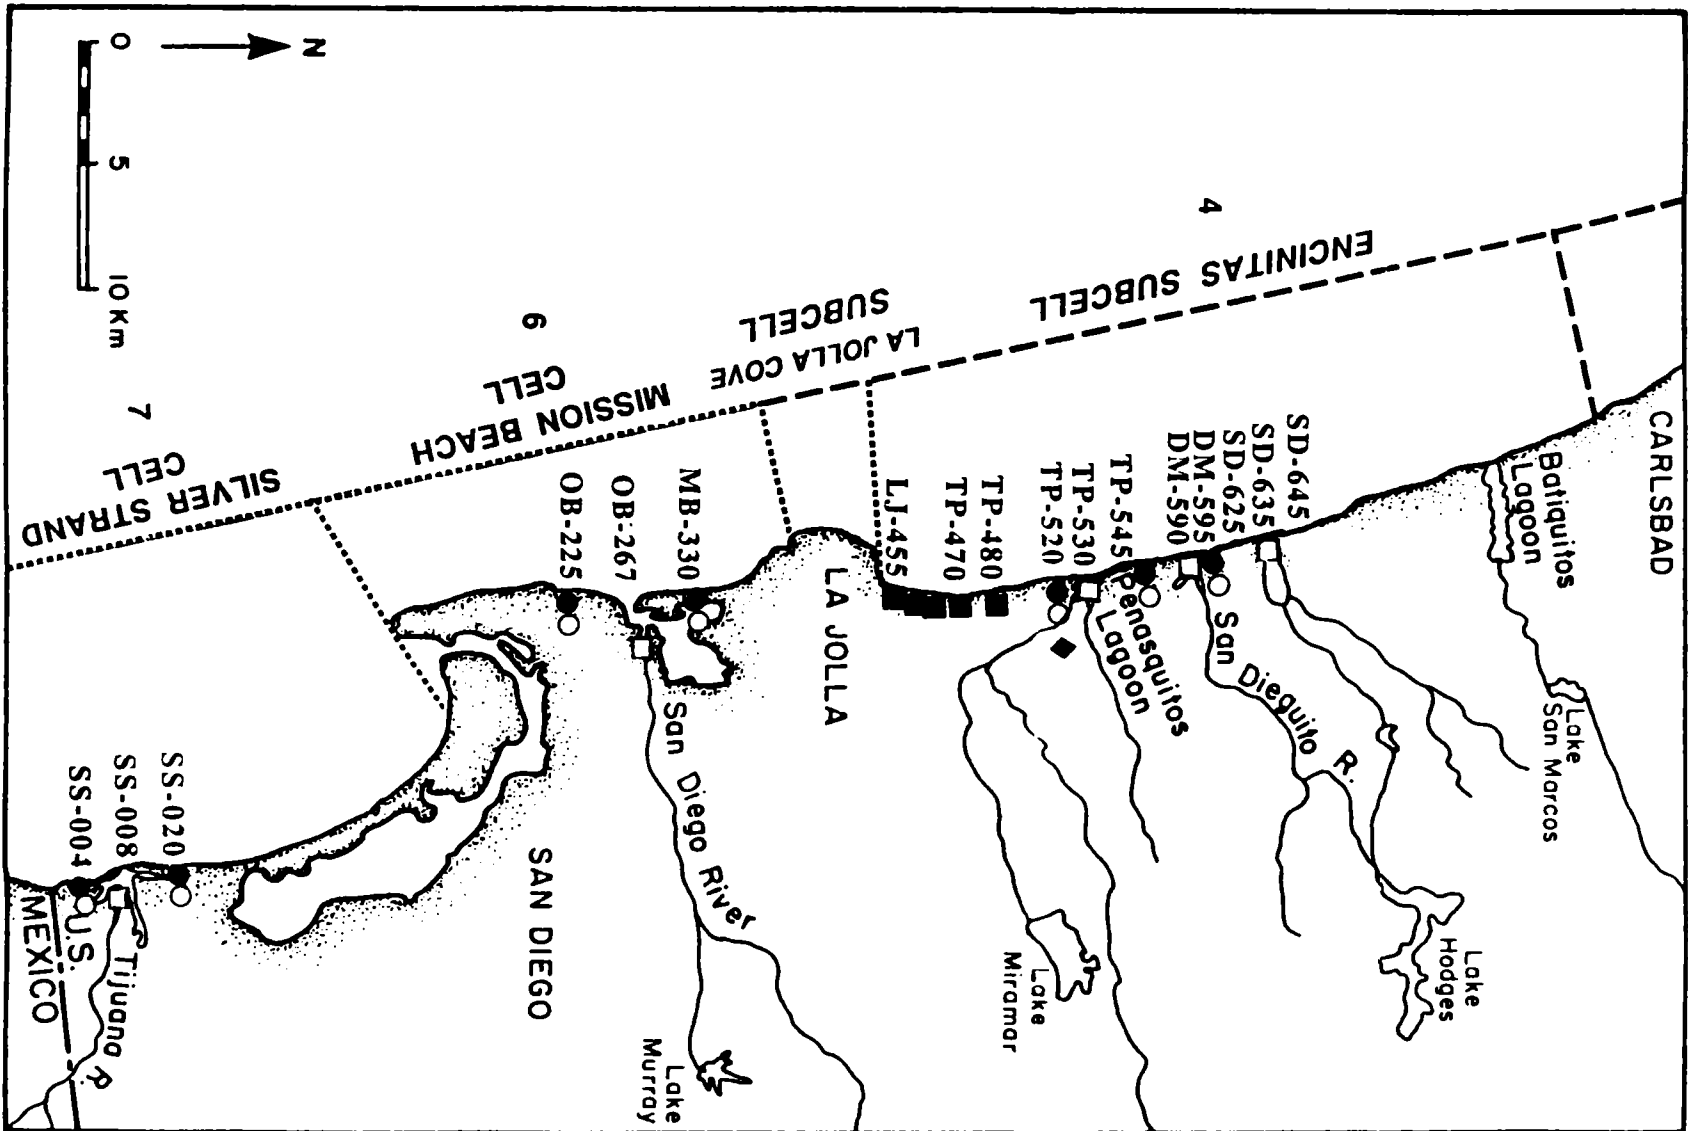 N
0
5
10 Km
4
ENCINITAS SUBCELL
LA JOLLA COVE
SUBCELL
6
MISSION BEACH
CELL
7
SILVER STRAND
CELL
CARLSBAD
Batiquitos
Lagoon
Lake
San Marcos
SD-645
SD-635
SD-625
DM-595
DM-590
San Dieguito R.
Lake
Hodges
TP-545
TP-530
TP-520
Penasquitos
Lagoon
TP-480
TP-470
LJ-455
Lake
Miramar
LA JOLLA
MB-330
OB-267
OB-225
San Diego River
Lake
Murray
SAN DIEGO
SS-020
SS-008
SS-004
Tijuana R.
U.S.
MEXICO